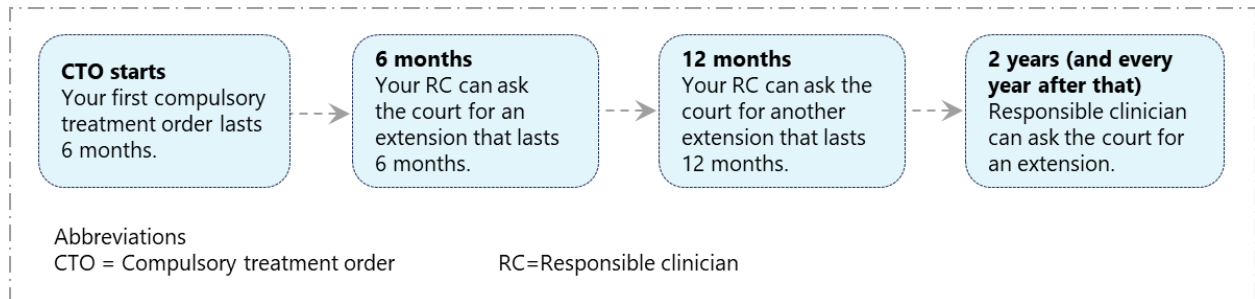 CTO starts
Your first compulsory
treatment order lasts
6 months.
6 months
Your RC can ask
the court for an
extension that lasts
6 months.
12 months
Your RC can ask the
court for another
extension that lasts
12 months.
2 years (and every
year after that)
Responsible clinician
can ask the court for
an extension.
Abbreviations
CTO = Compulsory treatment order
RC=Responsible clinician